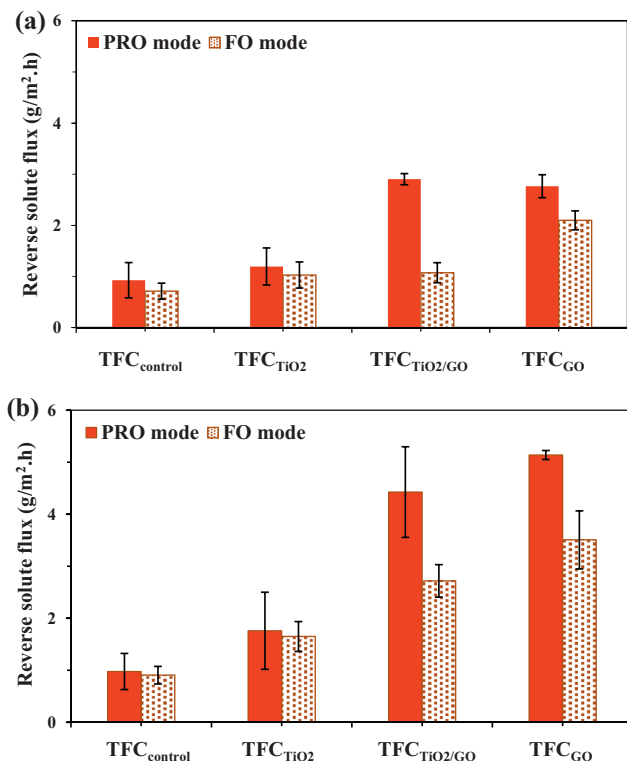 (a)
PRO mode FO mode
Reverse solute flux (g/m².h)
6
4
2
0
TFCcontrol TFCTiO2 TFCTiO2/GO TFCGO
(b)
PRO mode FO mode
Reverse solute flux (g/m².h)
6
4
2
0
TFCcontrol TFCTiO2 TFCTiO2/GO TFCGO